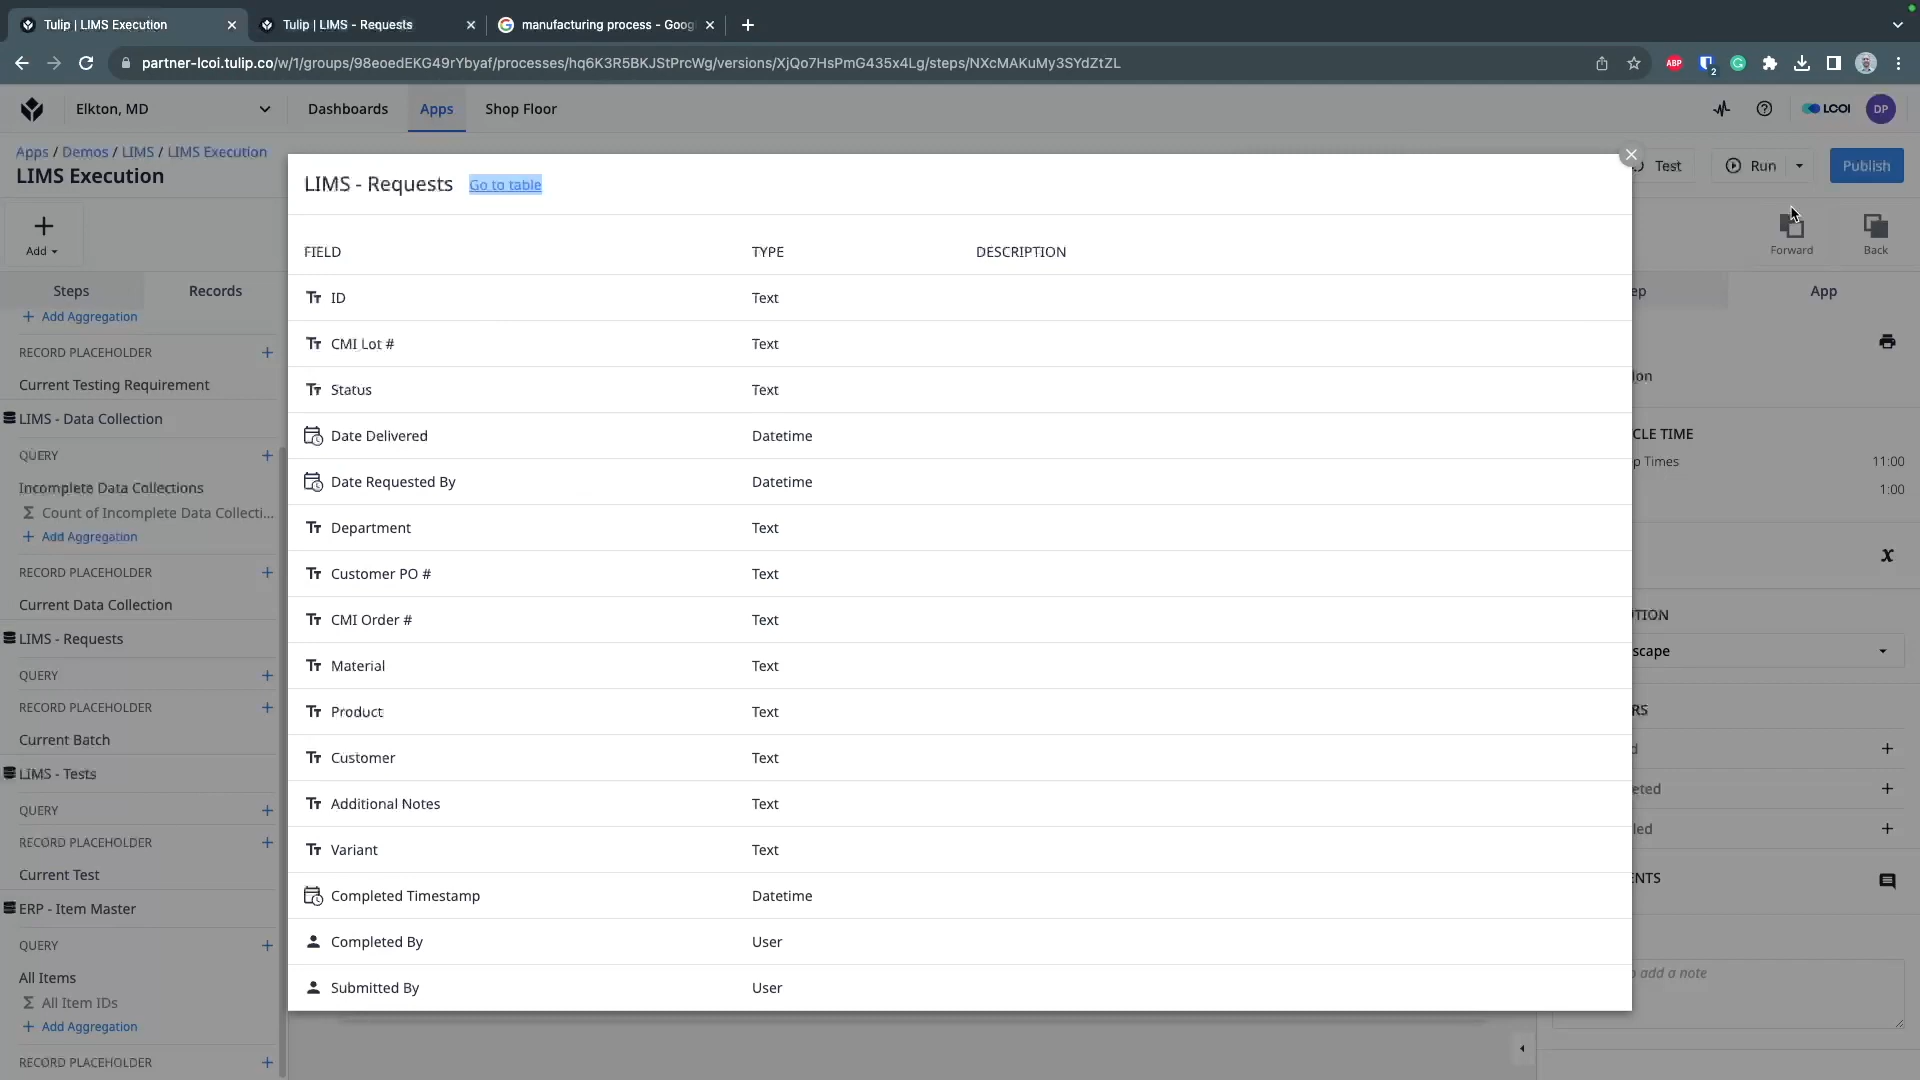 Tulip | LIMS Execution
Tulip | LIMS - Requests
manufacturing process - Goog
partner-lcoi.tulip.co/w/1/groups/98eoedEKG49rYbyaf/processes/hq6K3R5BKJStPrcWg/versions/XjQo7HsPmG435x4Lg/steps/NXcMAKuMy3SYdZtZL
ABP
2
Elkton, MD
Dashboards
Apps
Shop Floor
LCOI
DP
Apps / Demos / LIMS / LIMS Execution
LIMS Execution
Test
Run
Publish
Add
Forward
Back
Steps
Records
Add Aggregation
RECORD PLACEHOLDER
Current Testing Requirement
LIMS - Data Collection
QUERY
Incomplete Data Collections
Σ Count of Incomplete Data Collecti...
Add Aggregation
RECORD PLACEHOLDER
Current Data Collection
LIMS - Requests
QUERY
RECORD PLACEHOLDER
Current Batch
LIMS - Tests
QUERY
RECORD PLACEHOLDER
Current Test
ERP - Item Master
QUERY
All Items
Σ All Item IDs
Add Aggregation
RECORD PLACEHOLDER
LIMS - Requests Go to table
FIELD TYPE DESCRIPTION
ID Text
CMI Lot # Text
Status Text
Date Delivered Datetime
Date Requested By Datetime
Department Text
Customer PO # Text
CMI Order # Text
Material Text
Product Text
Customer Text
Additional Notes Text
Variant Text
Completed Timestamp Datetime
Completed By User
Submitted By User
ep
App
ion
CLE TIME
p Times 11:00
1:00
x
TION
scape
RS
d
eted
led
ENTS
o add a note